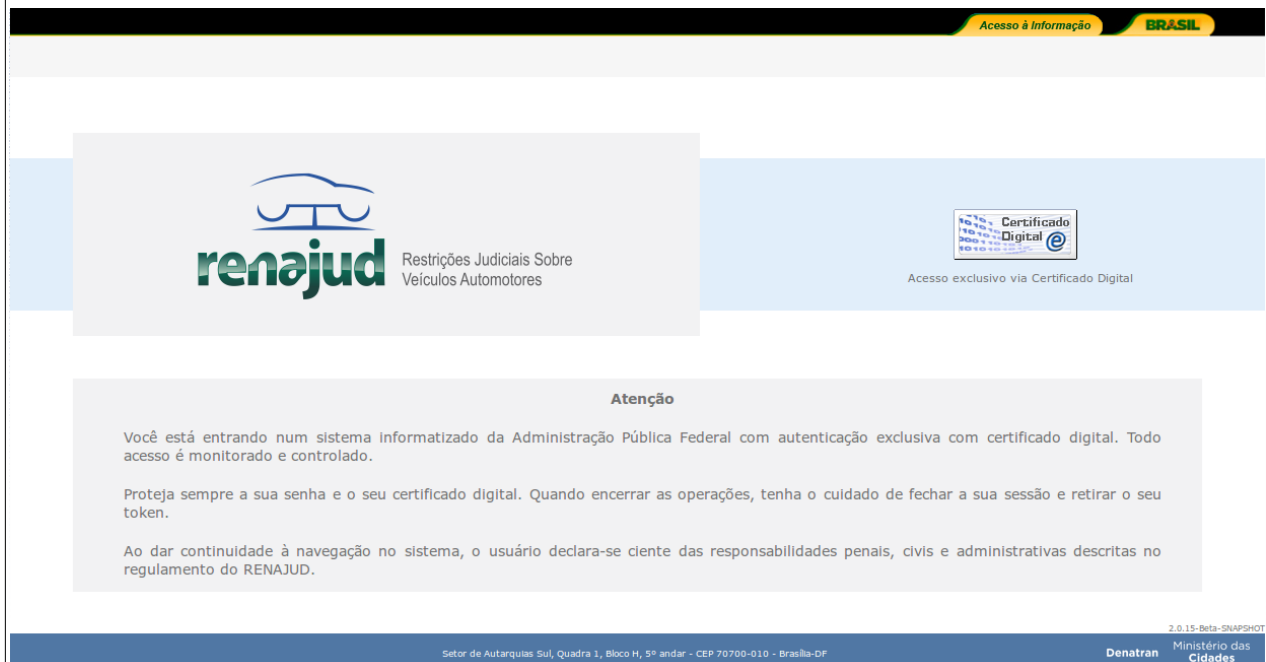 Acesso à Informação
BRASIL
renajud
Restrições Judiciais Sobre
Veículos Automotores
Certificado
Digital
Acesso exclusivo via Certificado Digital
Atenção
Você está entrando num sistema informatizado da Administração Pública Federal com autenticação exclusiva com certificado digital. Todo
acesso é monitorado e controlado.
Proteja sempre a sua senha e o seu certificado digital. Quando encerrar as operações, tenha o cuidado de fechar a sua sessão e retirar o seu
token.
Ao dar continuidade à navegação no sistema, o usuário declara-se ciente das responsabilidades penais, civis e administrativas descritas no
regulamento do RENAJUD.
2.0.15-Beta-SNAPSHOT
Setor de Autarquias Sul, Quadra 1, Bloco H, 5º andar - CEP 70700-010 - Brasília-DF
Denatran
Ministério das
Cidades